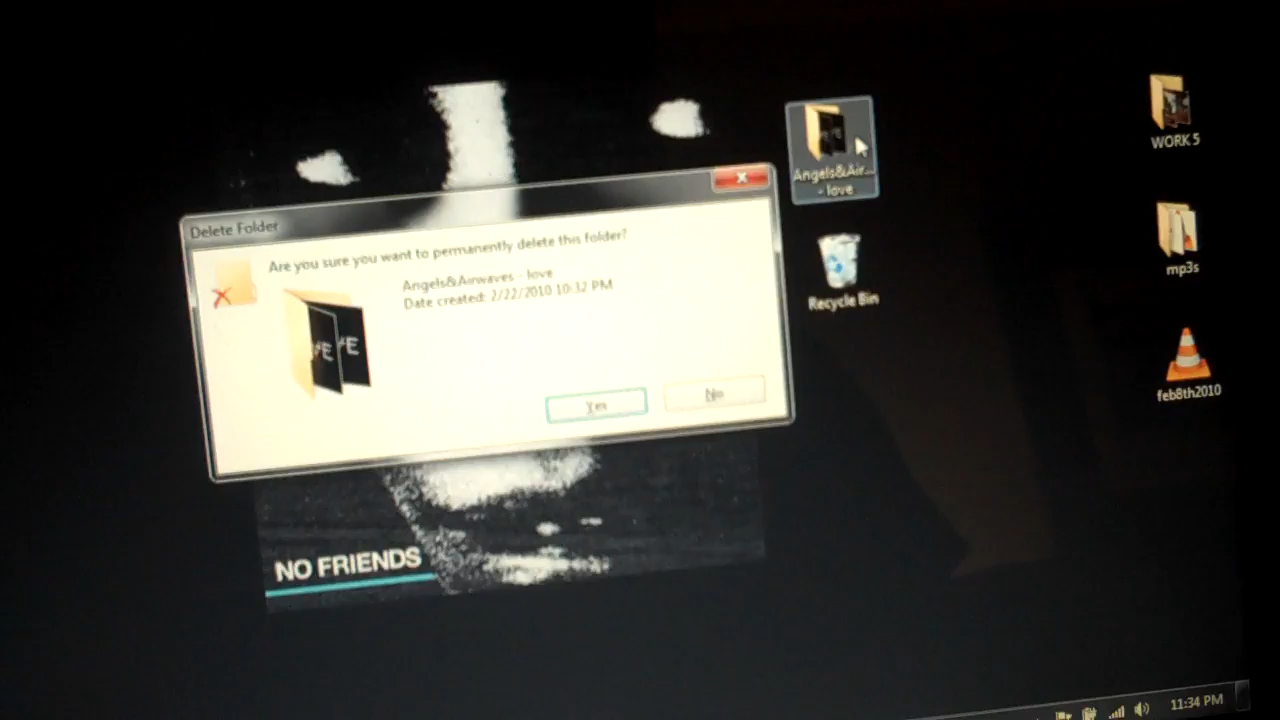 Delete Folder
Are you sure you want to permanently delete this folder?
Angels&Airwaves - love
Date created: 2/22/2010 10:32 PM
Yes
No
Angels&Air...
- love
Recycle Bin
WORK 5
mp3s
feb8th2010
NO FRIENDS
11:34 PM